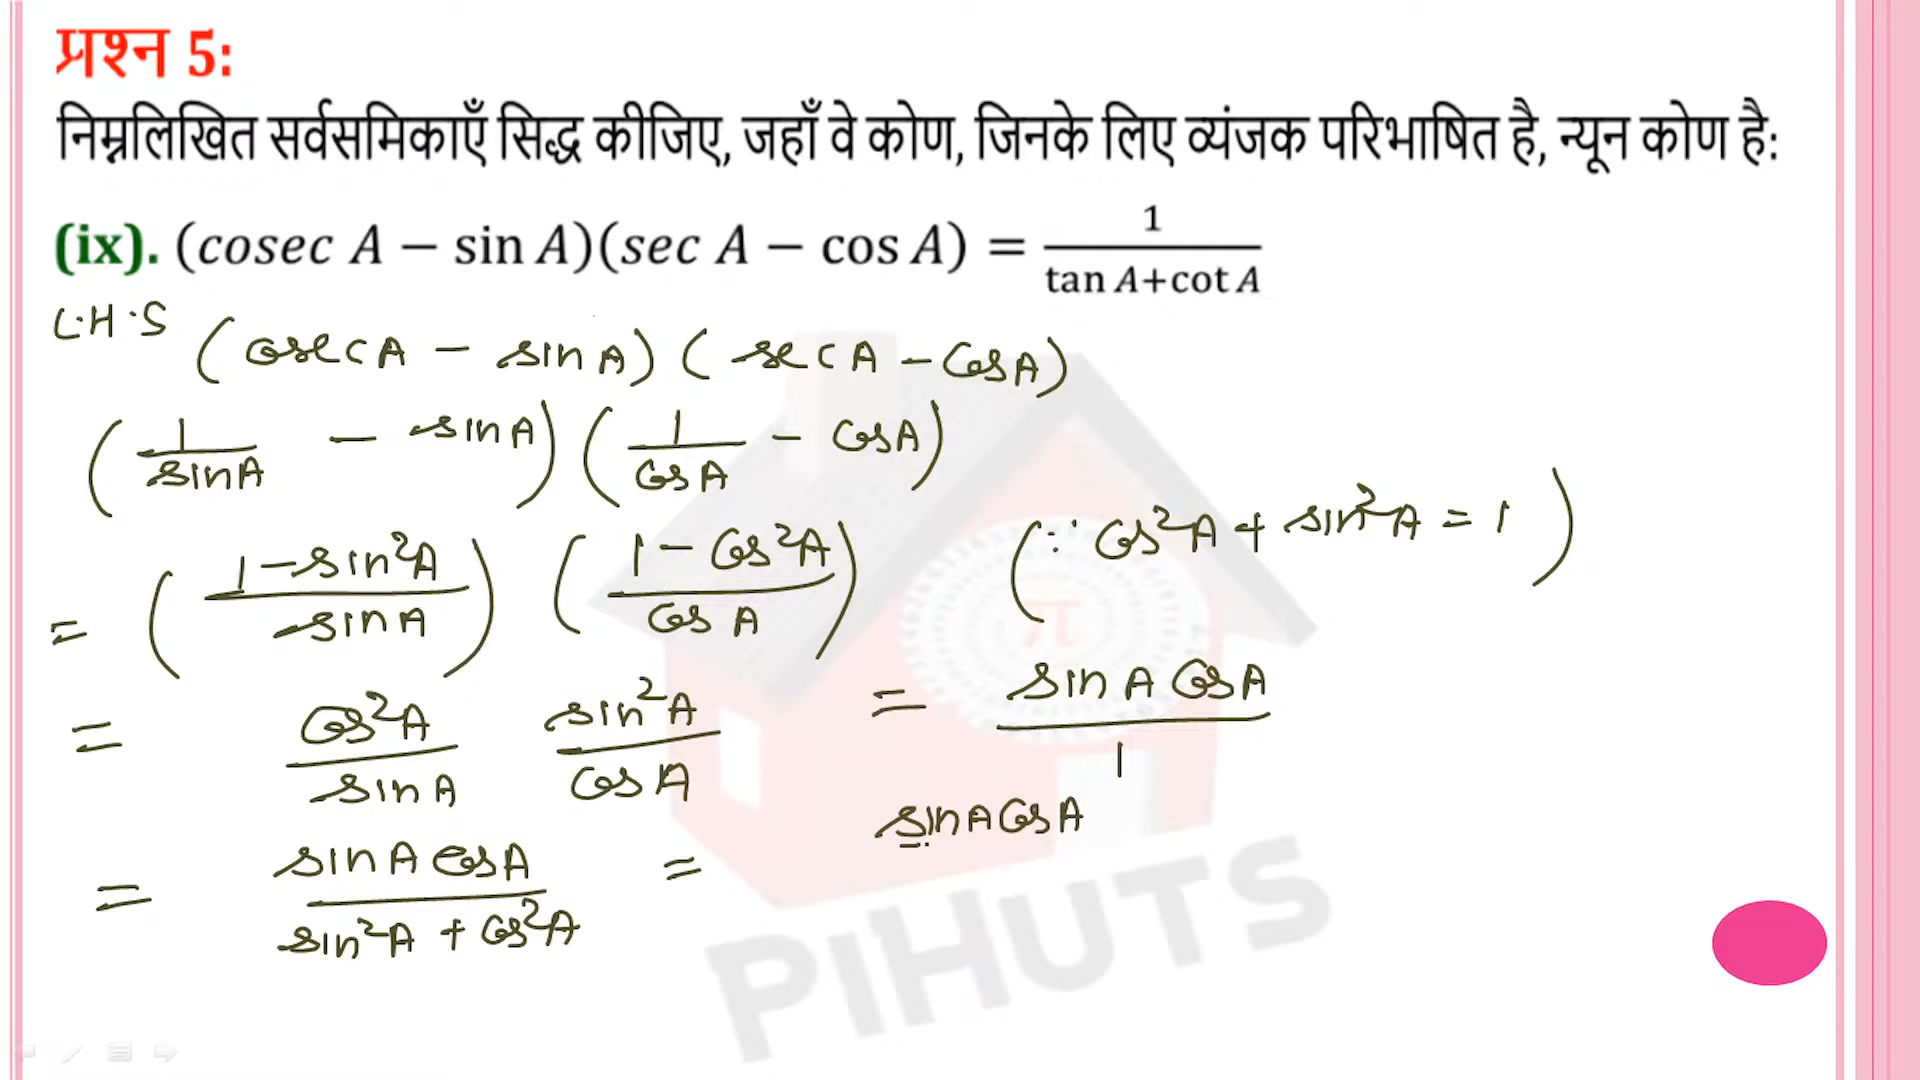 प्रश्न 5:
निम्नलिखित सर्वसमिकाएँ सिद्ध कीजिए, जहाँ वे कोण, जिनके लिए व्यंजक परिभाषित है, न्यून कोण है:
(ix). (cosec A − sin A)(sec A − cos A) = 1/(tan A+cot A)
L.H.S (cosec A − sin A) (sec A − cos A)
(1/sin A − sin A) (1/cos A − cos A)
= ((1 − sin²A)/sin A) ((1 − cos²A)/cos A) (∵ cos²A + sin²A = 1)
= cos²A/sin A sin²A/cos A = sin A cos A/1
= sin A cos A/(sin²A + cos²A) = sin A cos A
PiHUTS